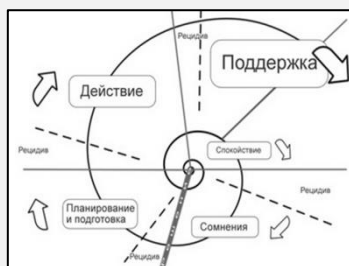 Рецидив
Поддержка
Действие
Рецидив
Спокойствие
Рецидив
Планирование
и подготовка
Сомнения
Рецидив